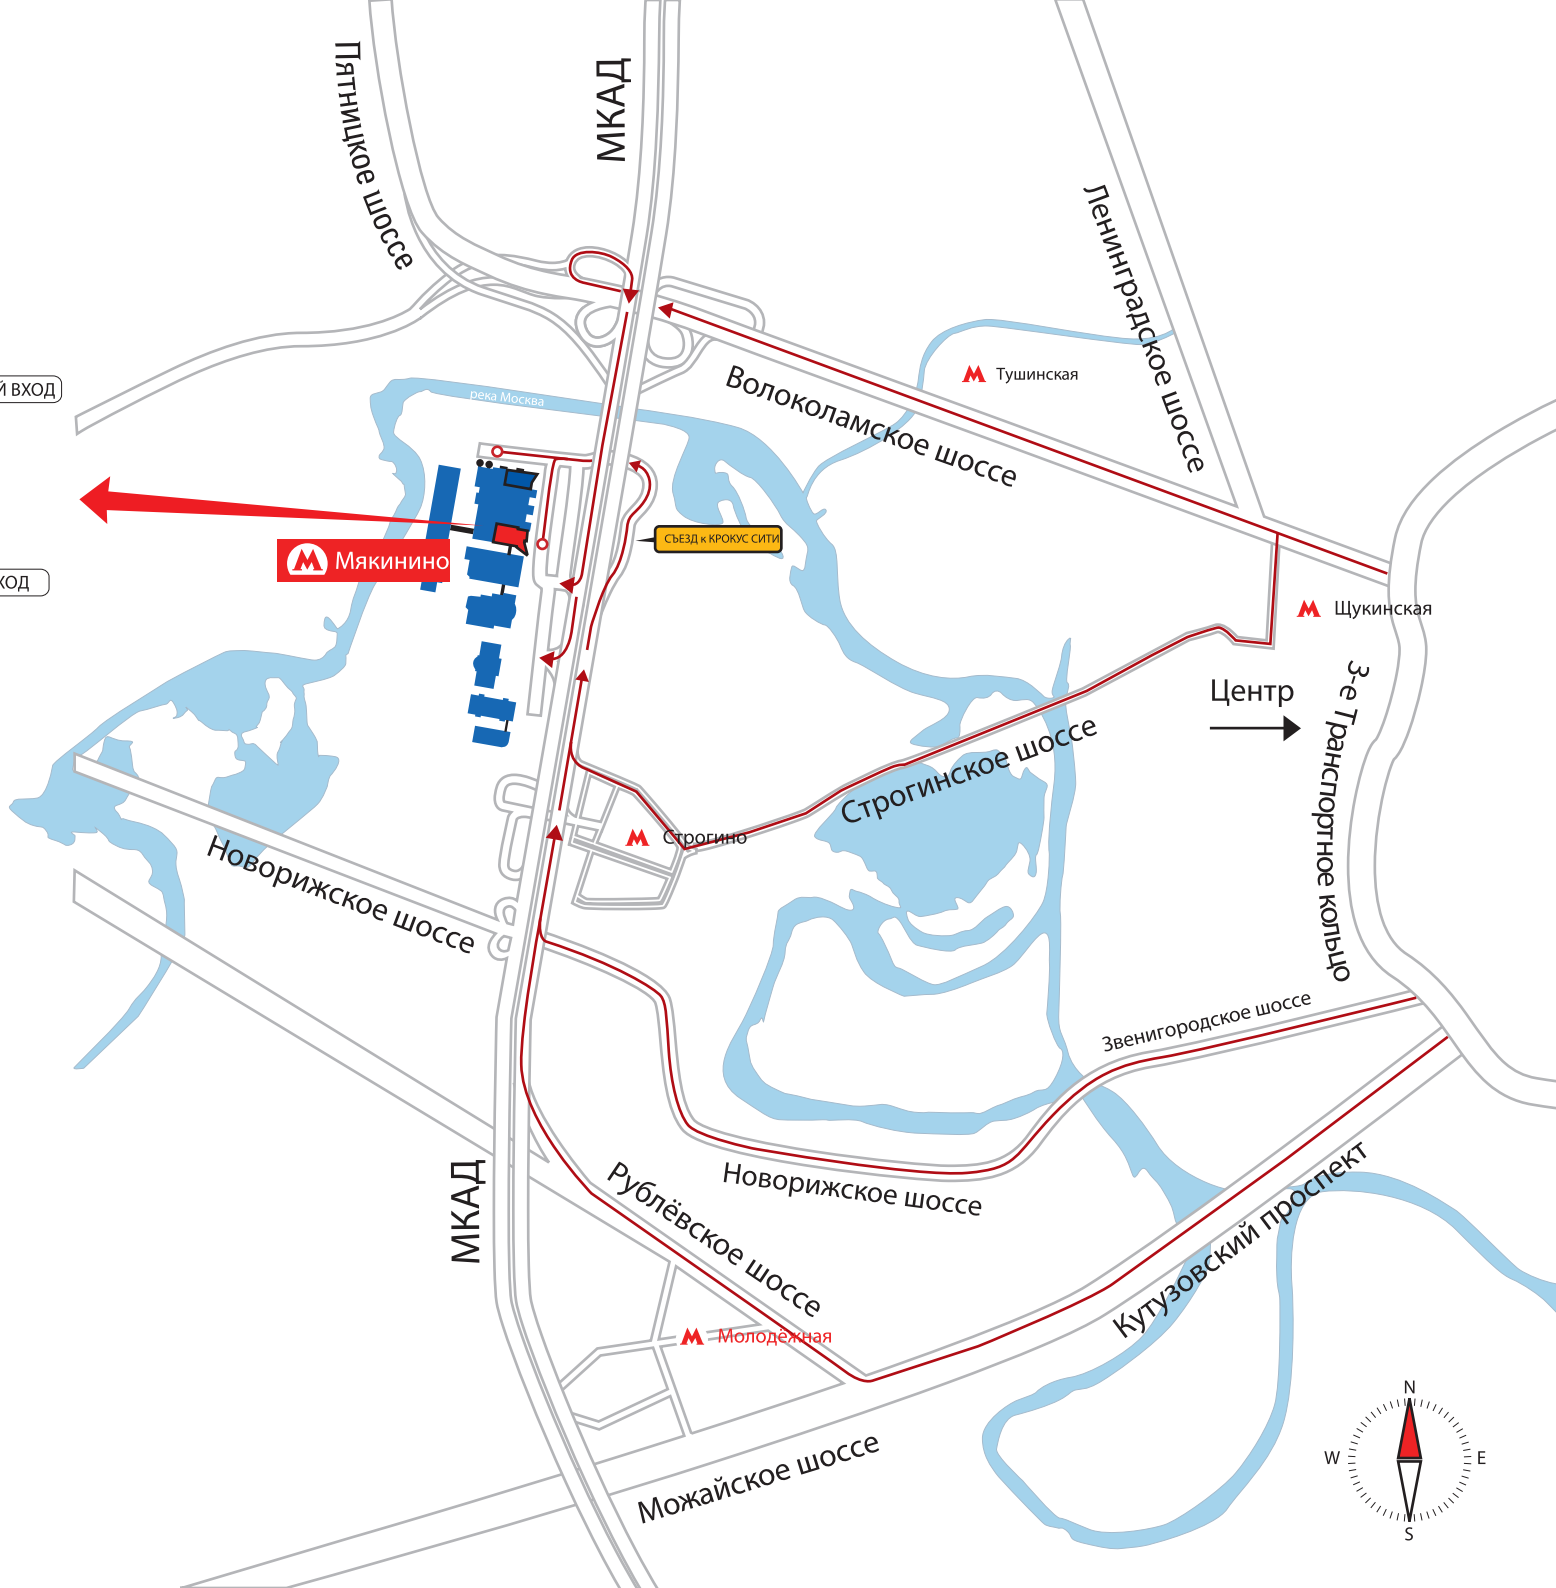 Пятницкое шоссе
МКАД
Ленинградское шоссе
Тушинская
Й ВХОД
река Москва
Волоколамское шоссе
СЪЕЗД к КРОКУС СИТИ
Мякинино
ХОД
Щукинская
Центр
3-е Транспортное кольцо
Строгинское шоссе
Строгино
Новорижское шоссе
Звенигородское шоссе
МКАД
Рублёвское шоссе
Новорижское шоссе
Кутузовский проспект
Молодёжная
Можайское шоссе
N
W
E
S